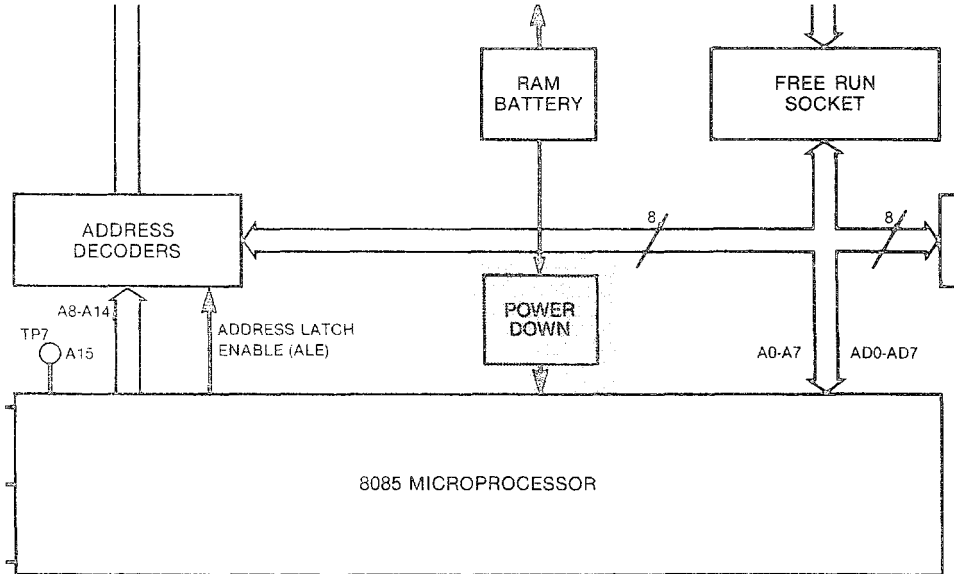 RAM
BATTERY
FREE RUN
SOCKET
ADDRESS
DECODERS
8
8
A8-A14
TP7
A15
ADDRESS LATCH
ENABLE (ALE)
POWER
DOWN
A0-A7
AD0-AD7
8085 MICROPROCESSOR